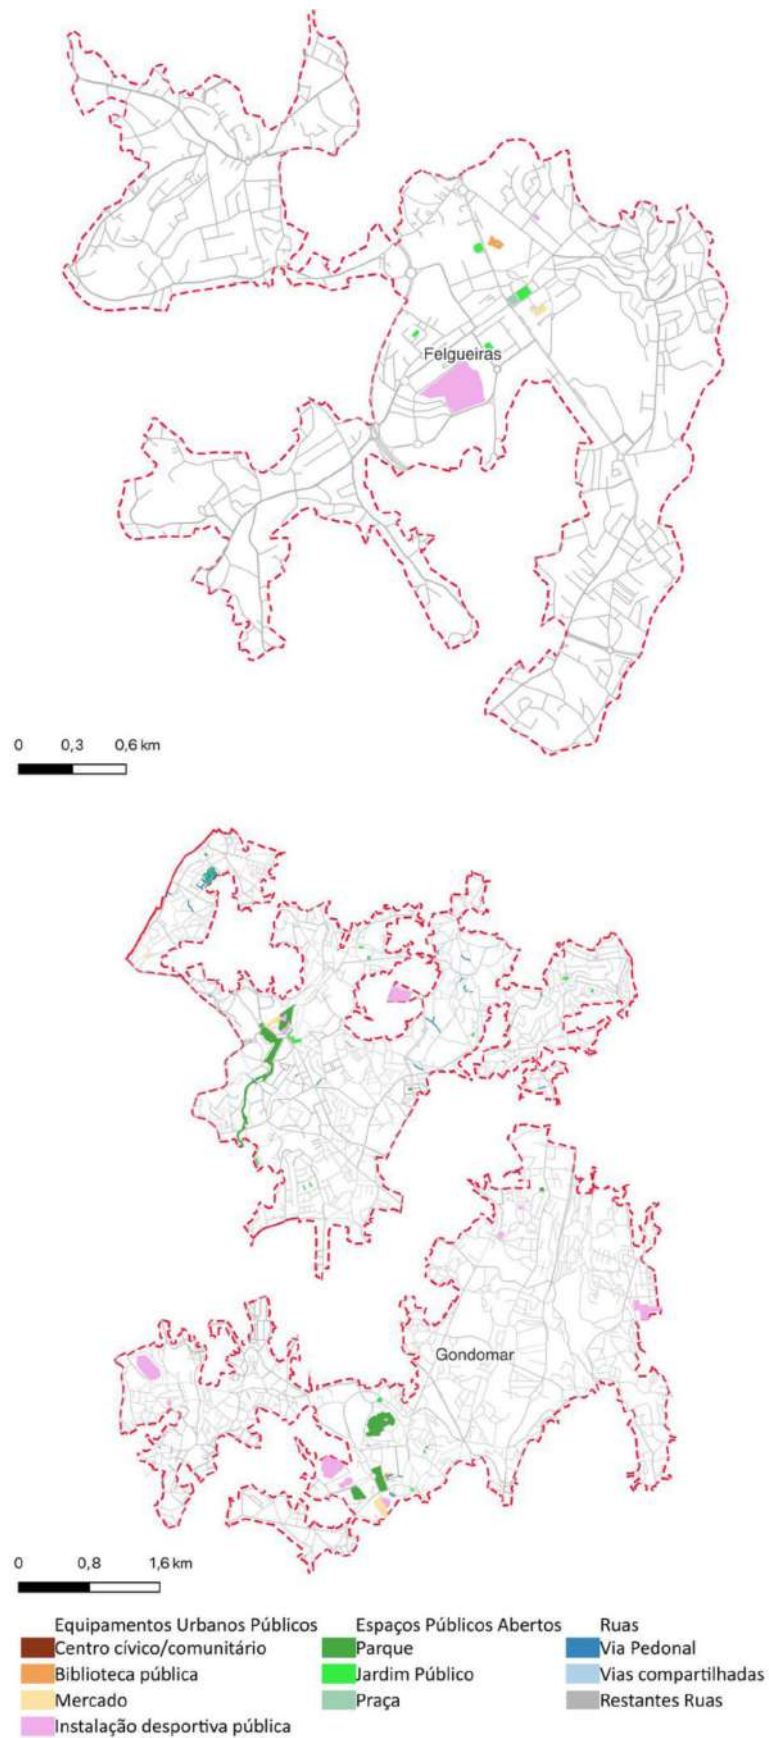 Felgueiras
0 0,3 0,6 km
Gondomar
0 0,8 1,6 km
Equipamentos Urbanos Públicos Espaços Públicos Abertos Ruas
Centro cívico/comunitário Parque Via Pedonal
Biblioteca pública Jardim Público Vias compartilhadas
Mercado Praça Restantes Ruas
Instalação desportiva pública